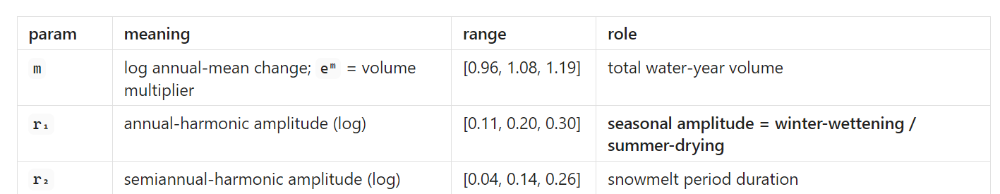 param meaning range role
m log annual-mean change; eᵐ = volume [0.96, 1.08, 1.19] total water-year volume
multiplier
r₁ annual-harmonic amplitude (log) [0.11, 0.20, 0.30] seasonal amplitude = winter-wettening /
summer-drying
r₂ semiannual-harmonic amplitude (log) [0.04, 0.14, 0.26] snowmelt period duration